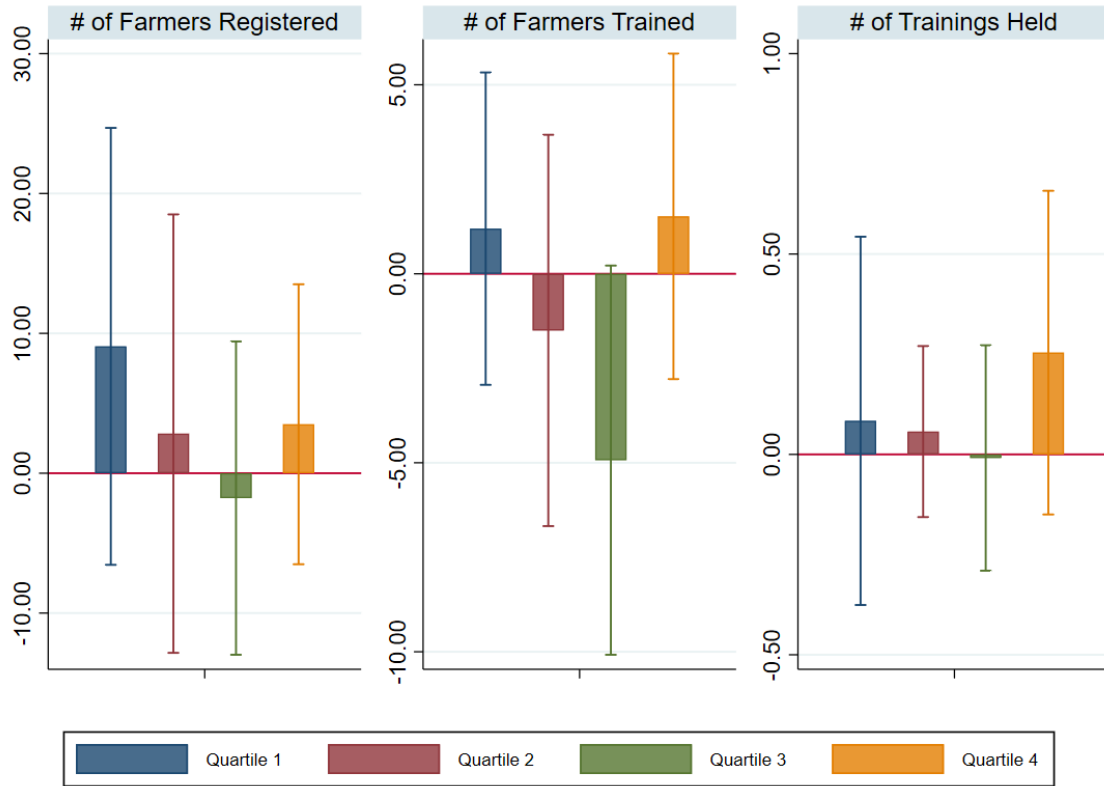 # of Farmers Registered
# of Farmers Trained
# of Trainings Held
30.00
20.00
10.00
0.00
-10.00
5.00
0.00
-5.00
-10.00
1.00
0.50
0.00
-0.50
Quartile 1
Quartile 2
Quartile 3
Quartile 4